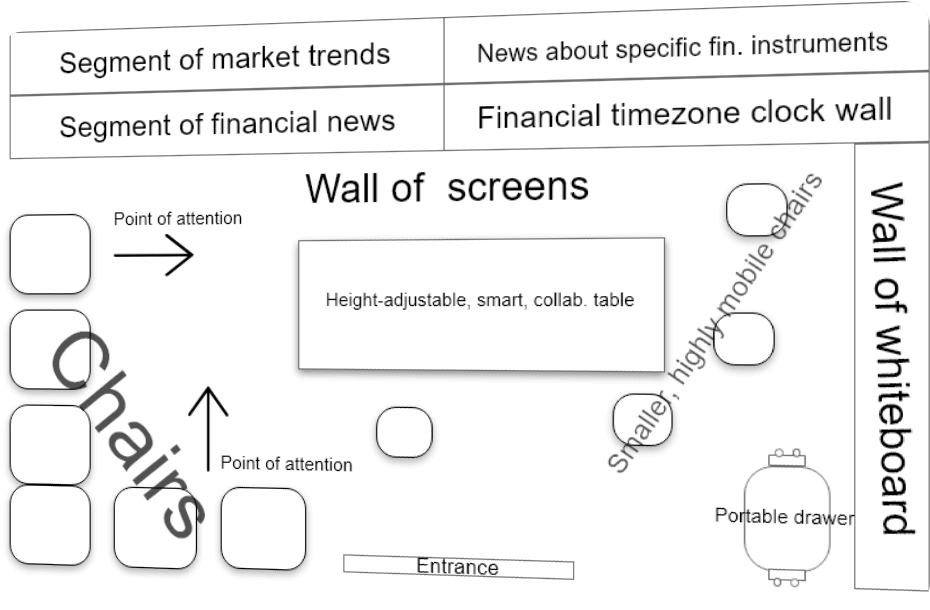 Segment of market trends
News about specific fin. instruments
Segment of financial news
Financial timezone clock wall
Wall of screens
Point of attention
Height-adjustable, smart, collab. table
Smaller, highly mobile chairs
Wall of whiteboard
Chairs
Point of attention
Portable drawer
Entrance